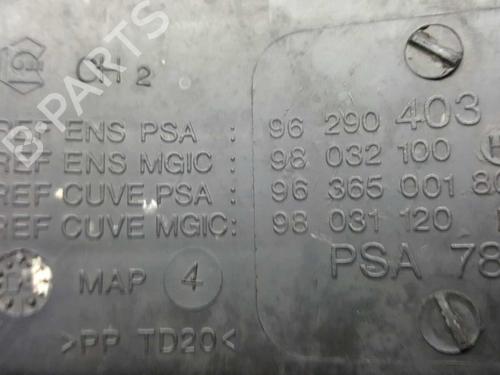 CH 2
REF ENS PSA : 96 290 403
REF ENS MGIC: 98 032 100 H
REF CUVE PSA : 96 365 001 80
REF CUVE MGIC: 98 031 120
MAP 4
PSA 78
>PP TD20<
B-PARTS